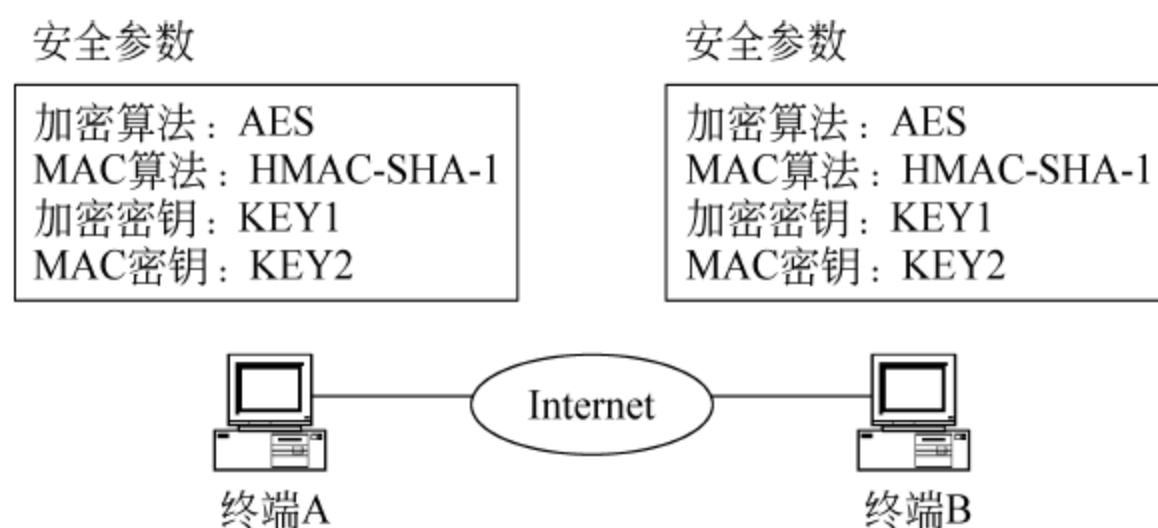 安全参数
加密算法：AES
MAC算法：HMAC-SHA-1
加密密钥：KEY1
MAC密钥：KEY2
安全参数
加密算法：AES
MAC算法：HMAC-SHA-1
加密密钥：KEY1
MAC密钥：KEY2
Internet
终端A
终端B